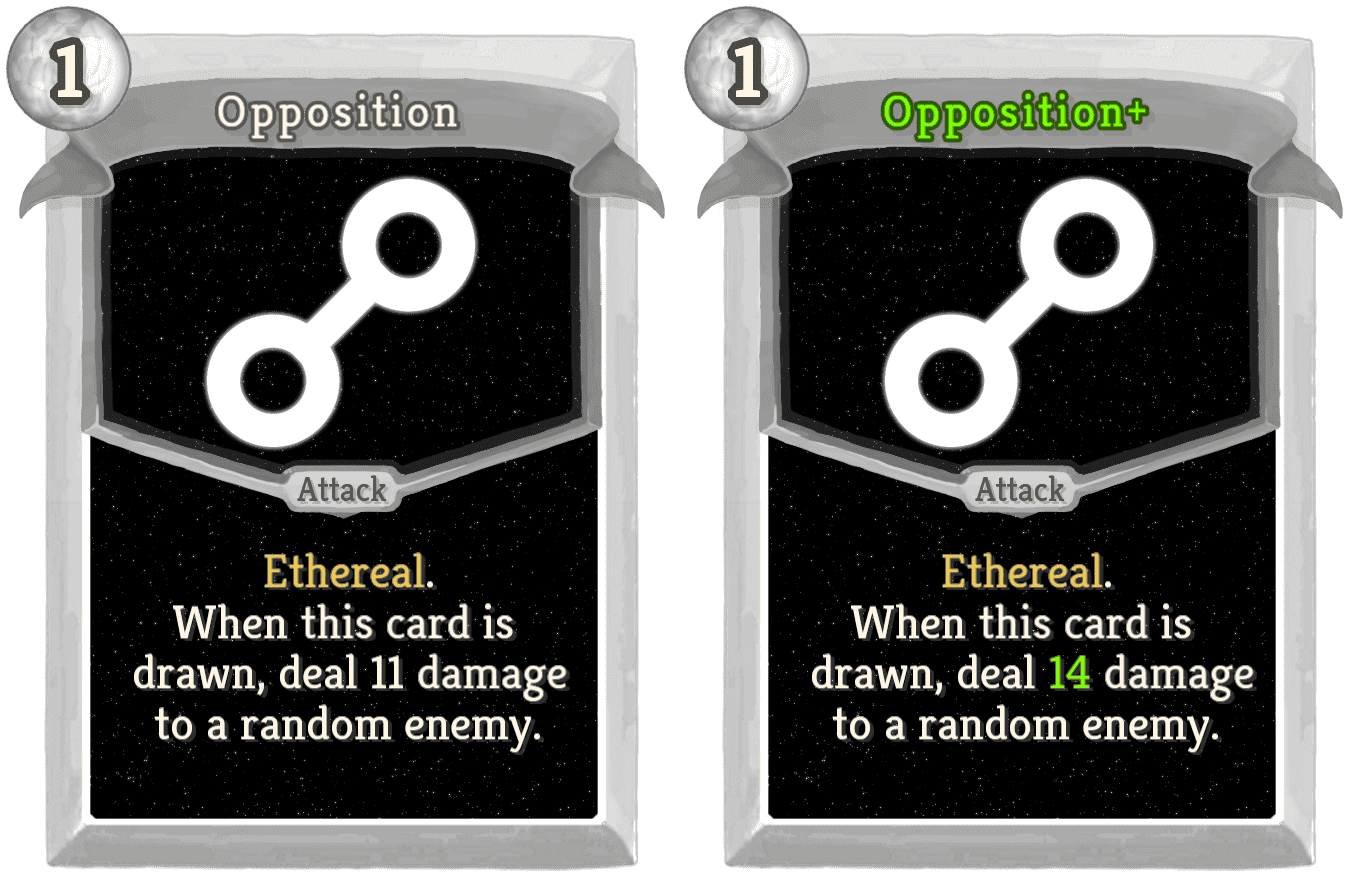 1
Opposition
Attack
Ethereal.
When this card is
drawn, deal 11 damage
to a random enemy.
1
Opposition+
Attack
Ethereal.
When this card is
drawn, deal 14 damage
to a random enemy.